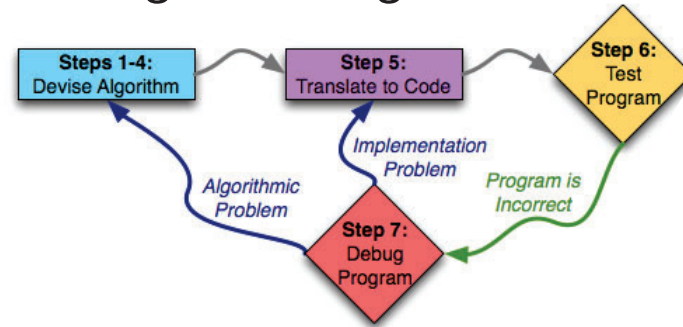 Steps 1-4:
Devise Algorithm
Step 5:
Translate to Code
Step 6:
Test
Program
Implementation
Problem
Algorithmic
Problem
Program is
Incorrect
Step 7:
Debug
Program